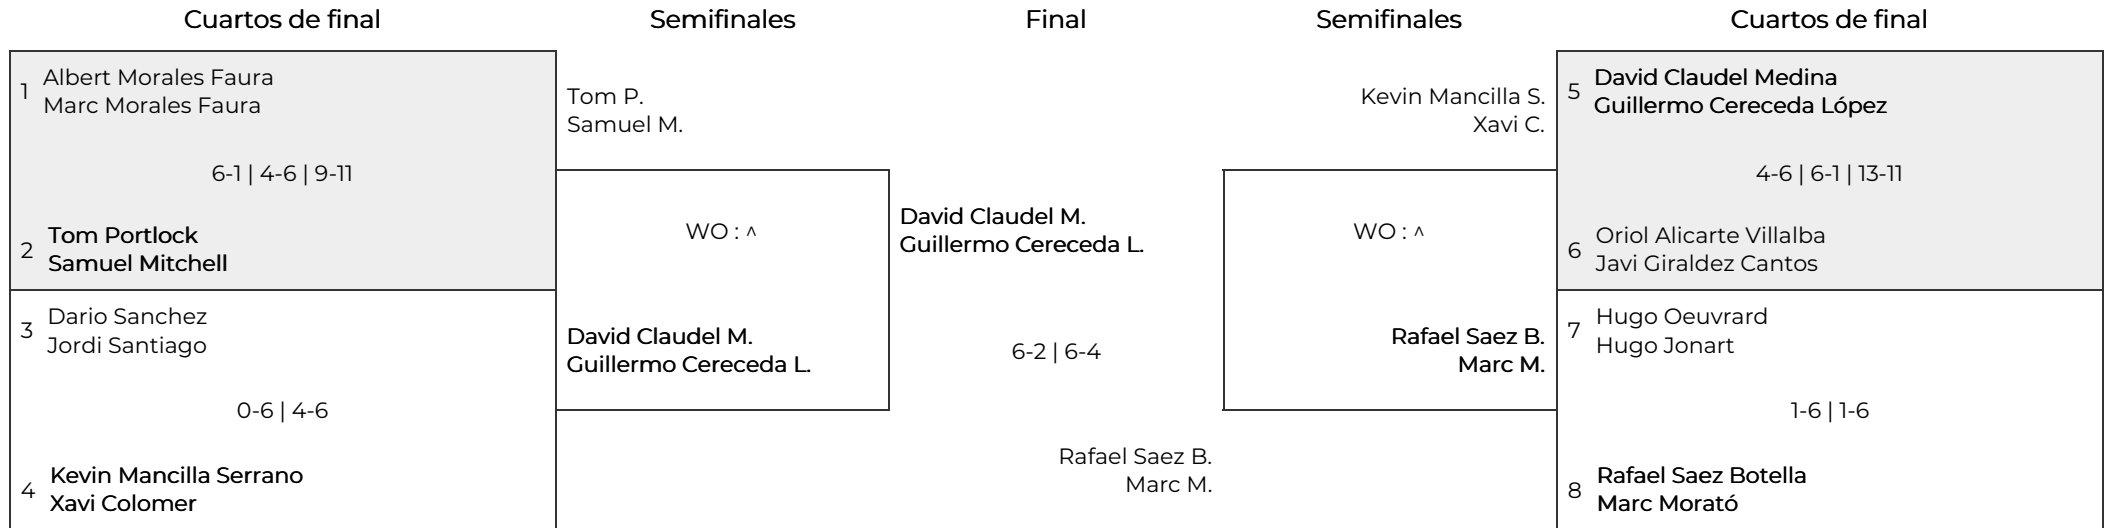 Cuartos de final
Semifinales
Final
Semifinales
Cuartos de final
1
Albert Morales Faura
Marc Morales Faura
6-1 | 4-6 | 9-11
2
Tom Portlock
Samuel Mitchell
3
Dario Sanchez
Jordi Santiago
0-6 | 4-6
4
Kevin Mancilla Serrano
Xavi Colomer
Tom P.
Samuel M.
WO : ^
David Claudel M.
Guillermo Cereceda L.
David Claudel M.
Guillermo Cereceda L.
6-2 | 6-4
Rafael Saez B.
Marc M.
Kevin Mancilla S.
Xavi C.
WO : ^
Rafael Saez B.
Marc M.
5
David Claudel Medina
Guillermo Cereceda López
4-6 | 6-1 | 13-11
6
Oriol Alicarte Villalba
Javi Giraldez Cantos
7
Hugo Oeuvrard
Hugo Jonart
1-6 | 1-6
8
Rafael Saez Botella
Marc Morató